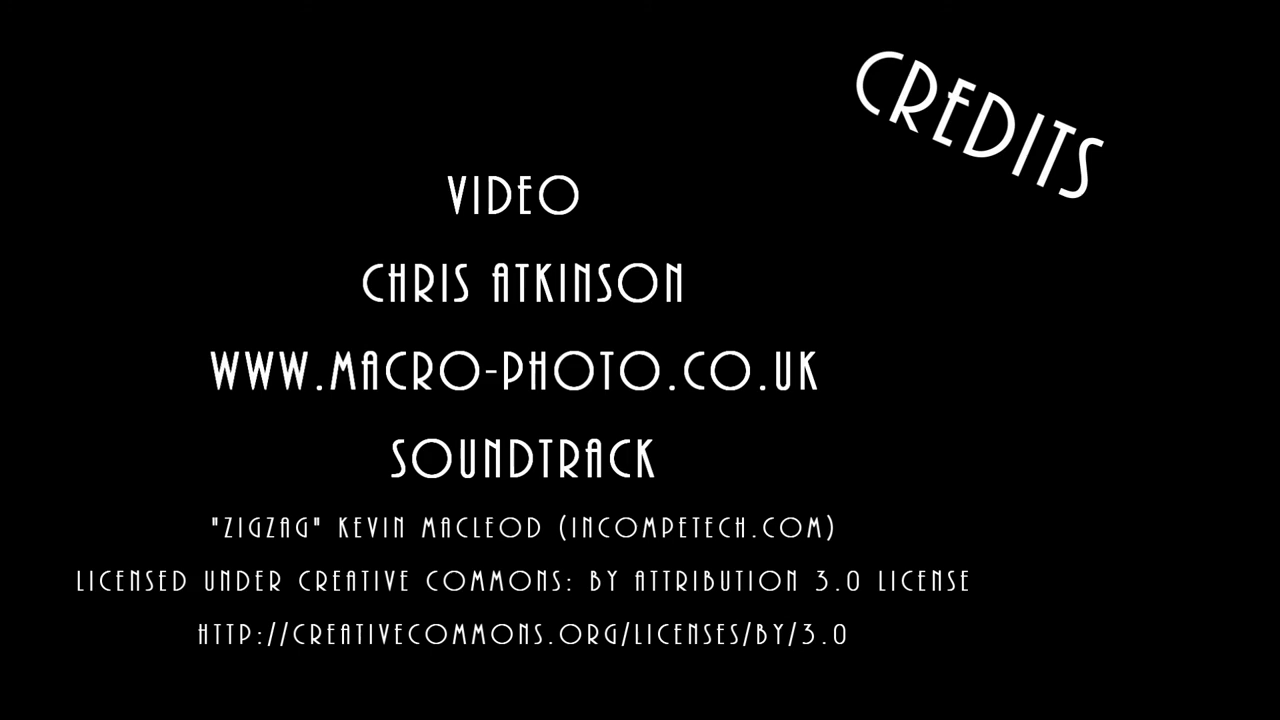 CREDITS
VIDEO
CHRIS ATKINSON
WWW.MACRO-PHOTO.CO.UK
SOUNDTRACK
"ZIGZAG" KEVIN MACLEOD (INCOMPETECH.COM)
LICENSED UNDER CREATIVE COMMONS: BY ATTRIBUTION 3.0 LICENSE
HTTP://CREATIVECOMMONS.ORG/LICENSES/BY/3.0